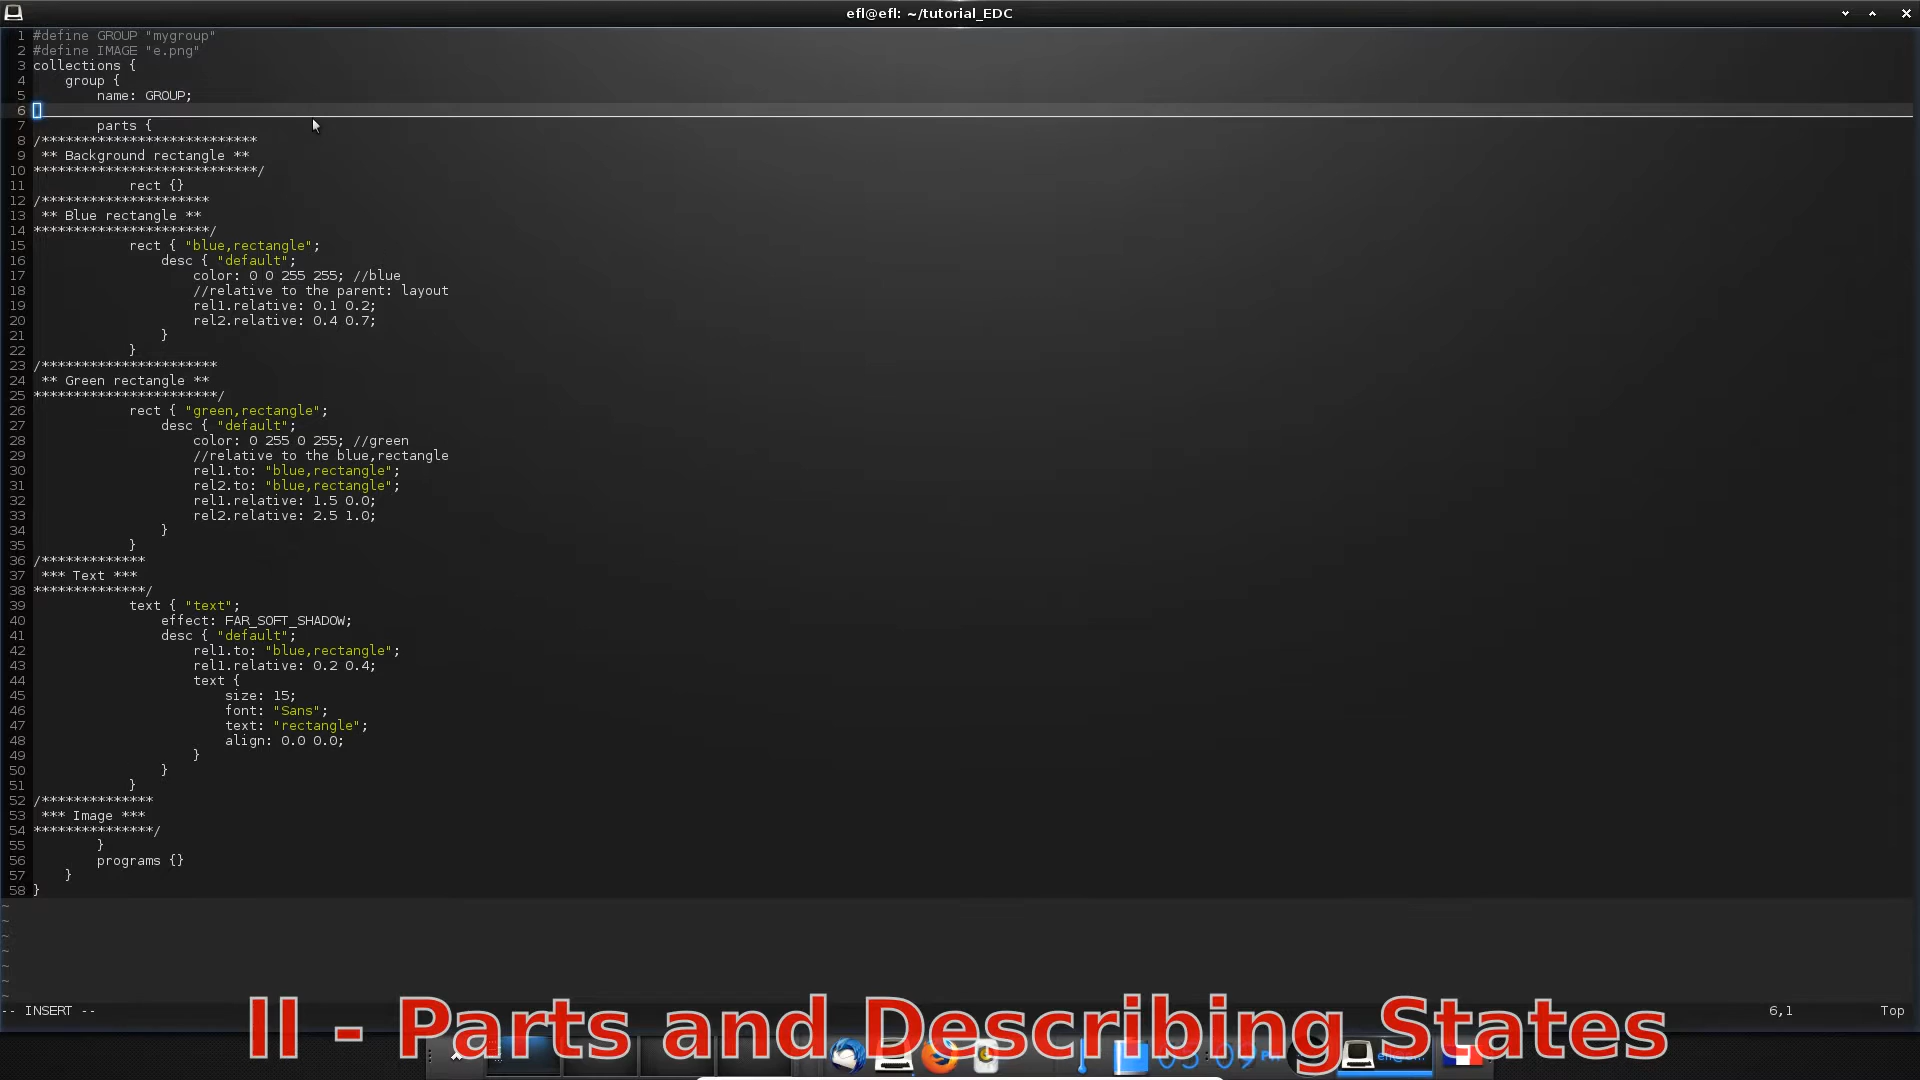 efl@efl: ~/tutorial_EDC
1 #define GROUP "mygroup"
2 #define IMAGE "e.png"
3 collections {
4     group {
5         name: GROUP;
6
7         parts {
8 /***************************
9  ** Background rectangle **
10 ****************************/
11             rect {}
12 /*********************
13  ** Blue rectangle **
14 **********************/
15             rect { "blue,rectangle";
16                 desc { "default";
17                     color: 0 0 255 255; //blue
18                     //relative to the parent: layout
19                     rel1.relative: 0.1 0.2;
20                     rel2.relative: 0.4 0.7;
21                 }
22             }
23 /**********************
24  ** Green rectangle **
25 ***********************/
26             rect { "green,rectangle";
27                 desc { "default";
28                     color: 0 255 0 255; //green
29                     //relative to the blue,rectangle
30                     rel1.to: "blue,rectangle";
31                     rel2.to: "blue,rectangle";
32                     rel1.relative: 1.5 0.0;
33                     rel2.relative: 2.5 1.0;
34                 }
35             }
36 /*************
37  *** Text ***
38 **************/
39             text { "text";
40                 effect: FAR_SOFT_SHADOW;
41                 desc { "default";
42                     rel1.to: "blue,rectangle";
43                     rel1.relative: 0.2 0.4;
44                     text {
45                         size: 15;
46                         font: "Sans";
47                         text: "rectangle";
48                         align: 0.0 0.0;
49                     }
50                 }
51             }
52 /**************
53  *** Image ***
54 ***************/
55         }
56         programs {}
57     }
58 }
~
~
~
~
~
~
~
-- INSERT -- 6,1 Top
II - Parts and Describing States